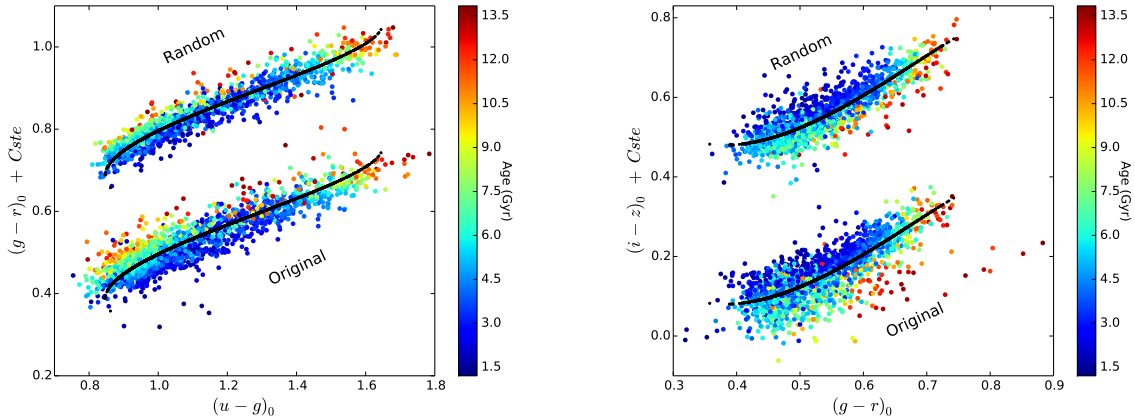 1.0
0.8
0.6
0.4
0.2
(g − r)₀ + Cste
Random
Original
0.8 1.0 1.2 1.4 1.6 1.8
(u − g)₀
13.5
12.0
10.5
9.0
7.5
6.0
4.5
3.0
1.5
Age (Gyr)
0.8
0.6
0.4
0.2
0.0
(i − z)₀ + Cste
Random
Original
0.3 0.4 0.5 0.6 0.7 0.8 0.9
(g − r)₀
13.5
12.0
10.5
9.0
7.5
6.0
4.5
3.0
1.5
Age (Gyr)